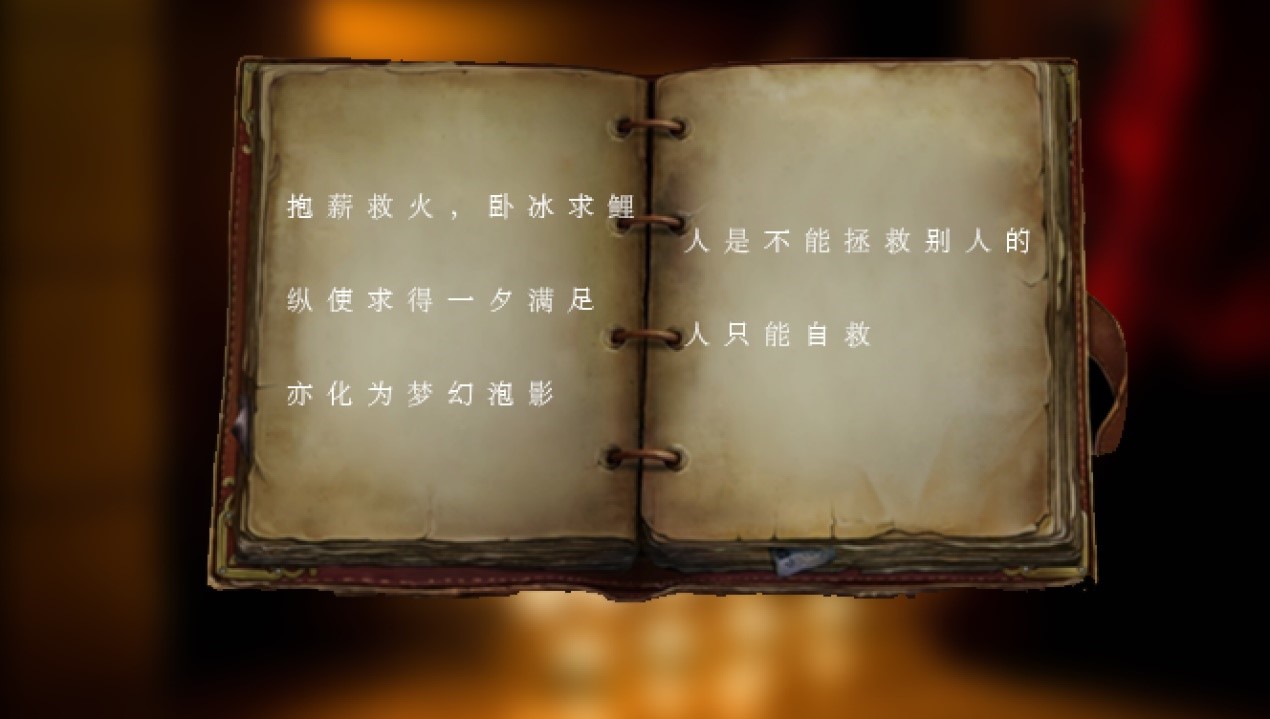 抱薪救火，卧冰求鲤
纵使求得一夕满足
亦化为梦幻泡影
人是不能拯救别人的
人只能自救